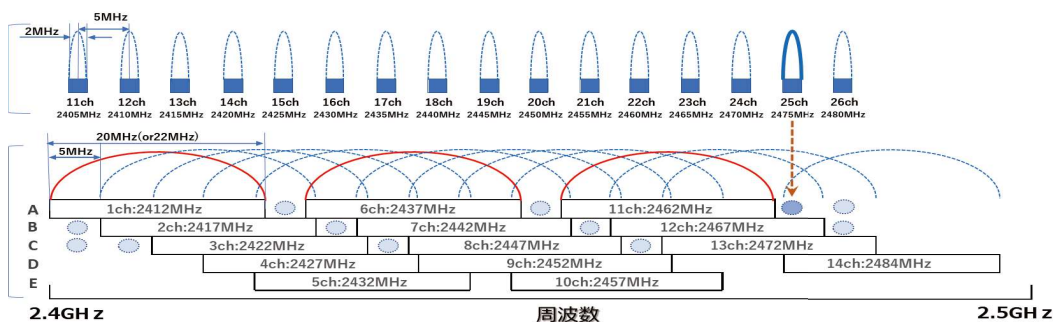 5MHz
2MHz
11ch 12ch 13ch 14ch 15ch 16ch 17ch 18ch 19ch 20ch 21ch 22ch 23ch 24ch 25ch 26ch
2405MHz 2410MHz 2415MHz 2420MHz 2425MHz 2430MHz 2435MHz 2440MHz 2445MHz 2450MHz 2455MHz 2460MHz 2465MHz 2470MHz 2475MHz 2480MHz
20MHz(or22MHz)
5MHz
A 1ch:2412MHz 6ch:2437MHz 11ch:2462MHz
B 2ch:2417MHz 7ch:2442MHz 12ch:2467MHz
C 3ch:2422MHz 8ch:2447MHz 13ch:2472MHz
D 4ch:2427MHz 9ch:2452MHz 14ch:2484MHz
E 5ch:2432MHz 10ch:2457MHz
2.4GHz 周波数 2.5GHz